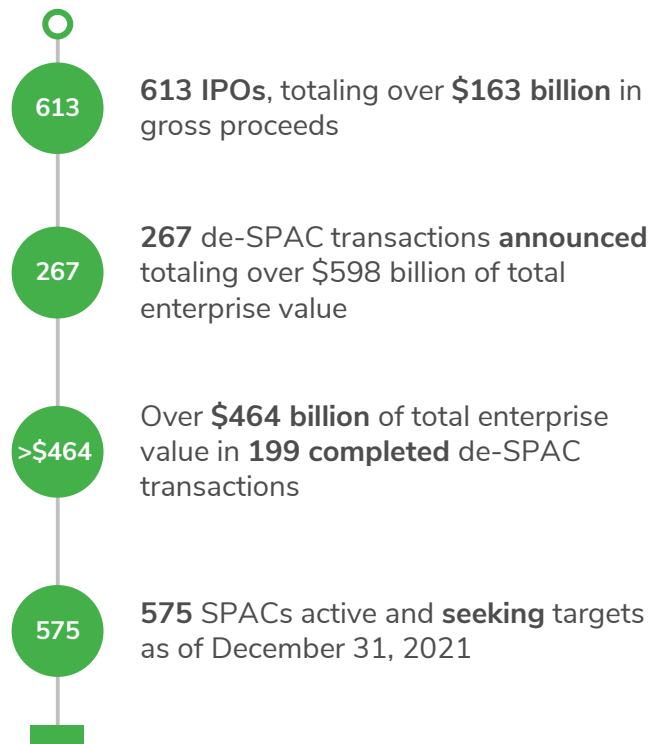 613
613 IPOs, totaling over $163 billion in
gross proceeds
267
267 de-SPAC transactions announced
totaling over $598 billion of total
enterprise value
>$464
Over $464 billion of total enterprise
value in 199 completed de-SPAC
transactions
575
575 SPACs active and seeking targets
as of December 31, 2021